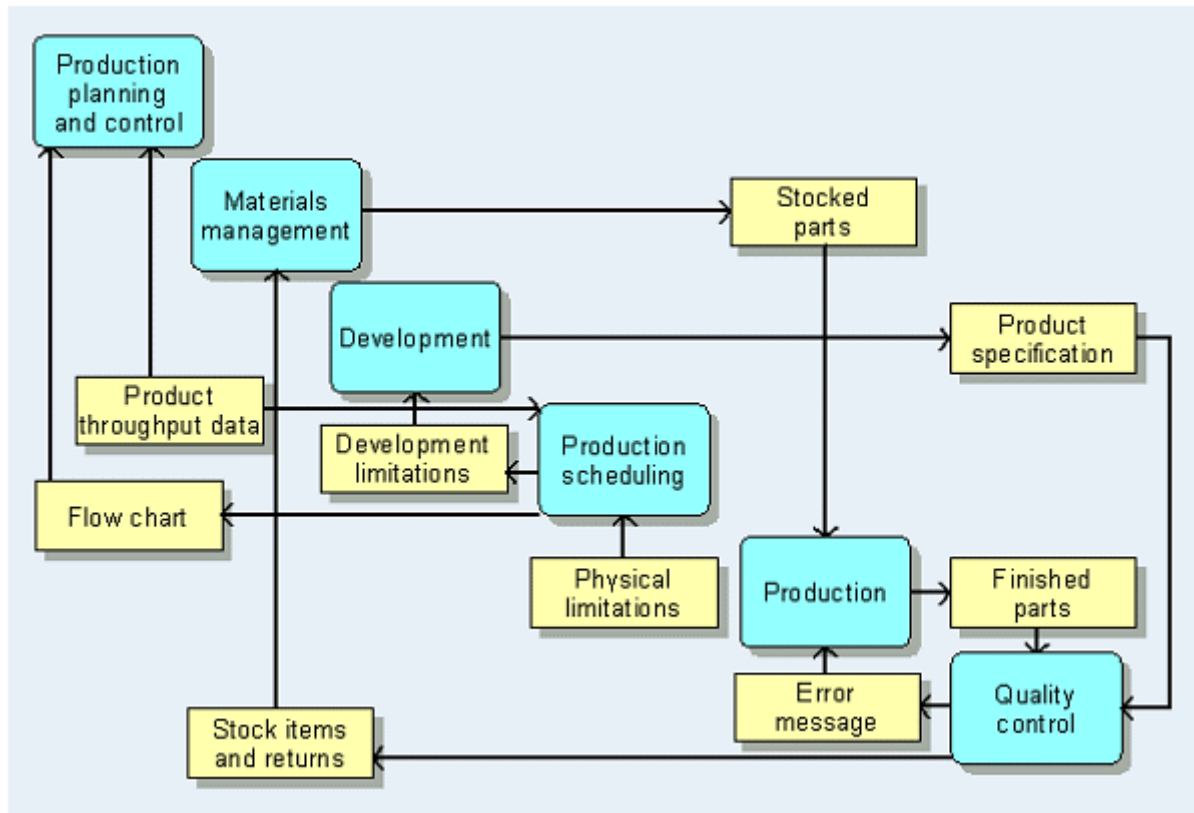 Production
planning
and control
Materials
management
Stocked
parts
Development
Product
specification
Product
throughput data
Development
limitations
Production
scheduling
Flow chart
Physical
limitations
Production
Finished
parts
Error
message
Quality
control
Stock items
and returns